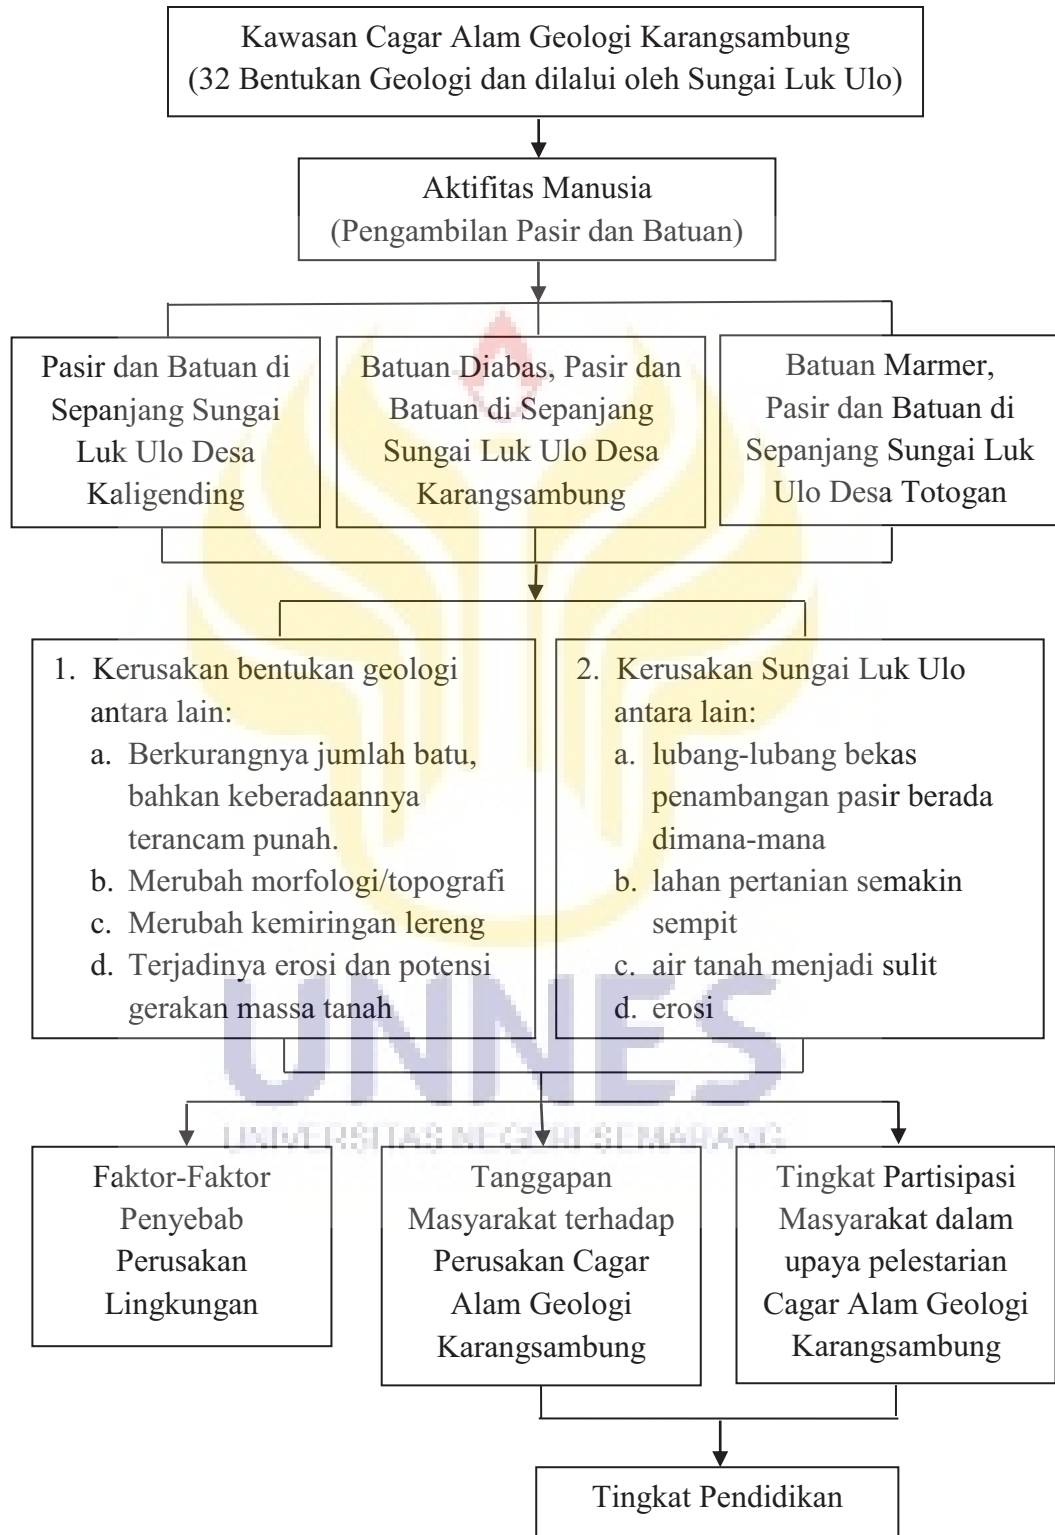 Kawasan Cagar Alam Geologi Karangsambung
(32 Bentukan Geologi dan dilalui oleh Sungai Luk Ulo)
Aktifitas Manusia
(Pengambilan Pasir dan Batuan)
Pasir dan Batuan di
Sepanjang Sungai
Luk Ulo Desa
Kaligending
Batuan Diabas, Pasir dan
Batuan di Sepanjang
Sungai Luk Ulo Desa
Karangsambung
Batuan Marmer,
Pasir dan Batuan di
Sepanjang Sungai Luk
Ulo Desa Totogan
1. Kerusakan bentukan geologi
antara lain:
a. Berkurangnya jumlah batu,
bahkan keberadaannya
terancam punah.
b. Merubah morfologi/topografi
c. Merubah kemiringan lereng
d. Terjadinya erosi dan potensi
gerakan massa tanah
2. Kerusakan Sungai Luk Ulo
antara lain:
a. lubang-lubang bekas
penambangan pasir berada
dimana-mana
b. lahan pertanian semakin
sempit
c. air tanah menjadi sulit
d. erosi
UNNES
UNIVERSITAS NEGERI SEMARANG
Faktor-Faktor
Penyebab
Perusakan
Lingkungan
Tanggapan
Masyarakat terhadap
Perusakan Cagar
Alam Geologi
Karangsambung
Tingkat Partisipasi
Masyarakat dalam
upaya pelestarian
Cagar Alam Geologi
Karangsambung
Tingkat Pendidikan